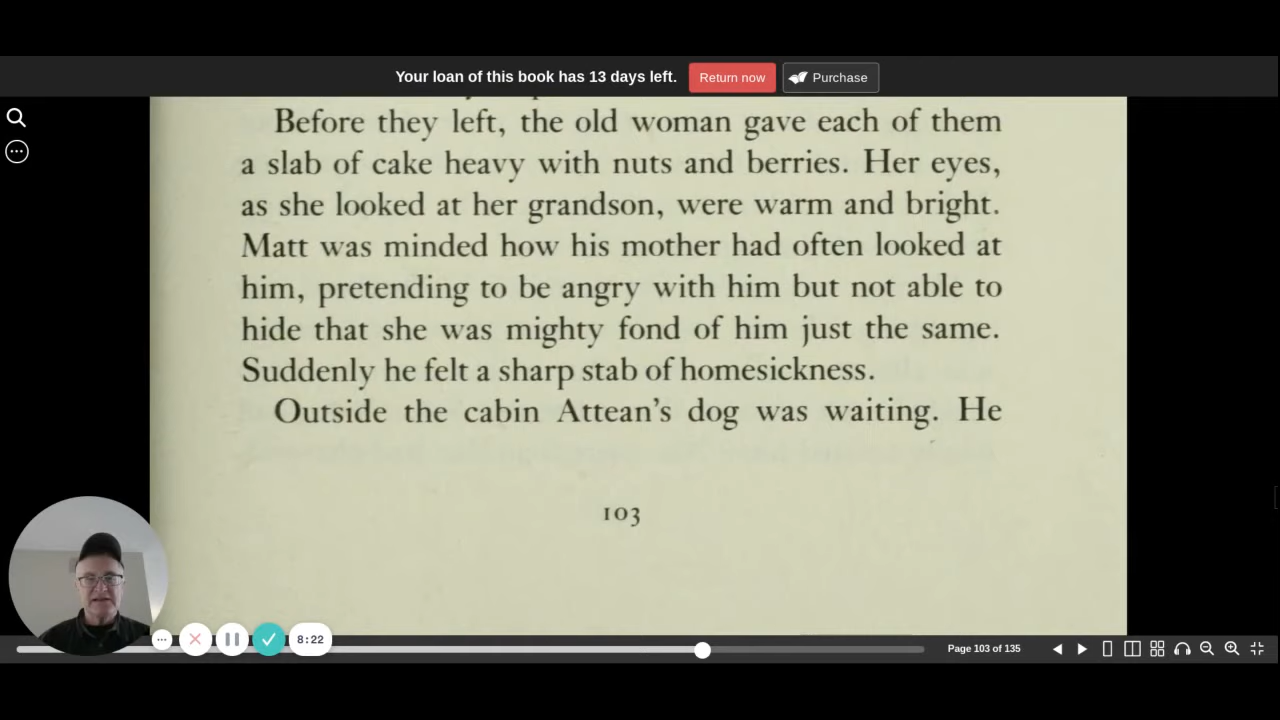 Your loan of this book has 13 days left. Return now Purchase
Before they left, the old woman gave each of them
a slab of cake heavy with nuts and berries. Her eyes,
as she looked at her grandson, were warm and bright.
Matt was minded how his mother had often looked at
him, pretending to be angry with him but not able to
hide that she was mighty fond of him just the same.
Suddenly he felt a sharp stab of homesickness.
Outside the cabin Attean's dog was waiting. He
103
8:22
Page 103 of 135